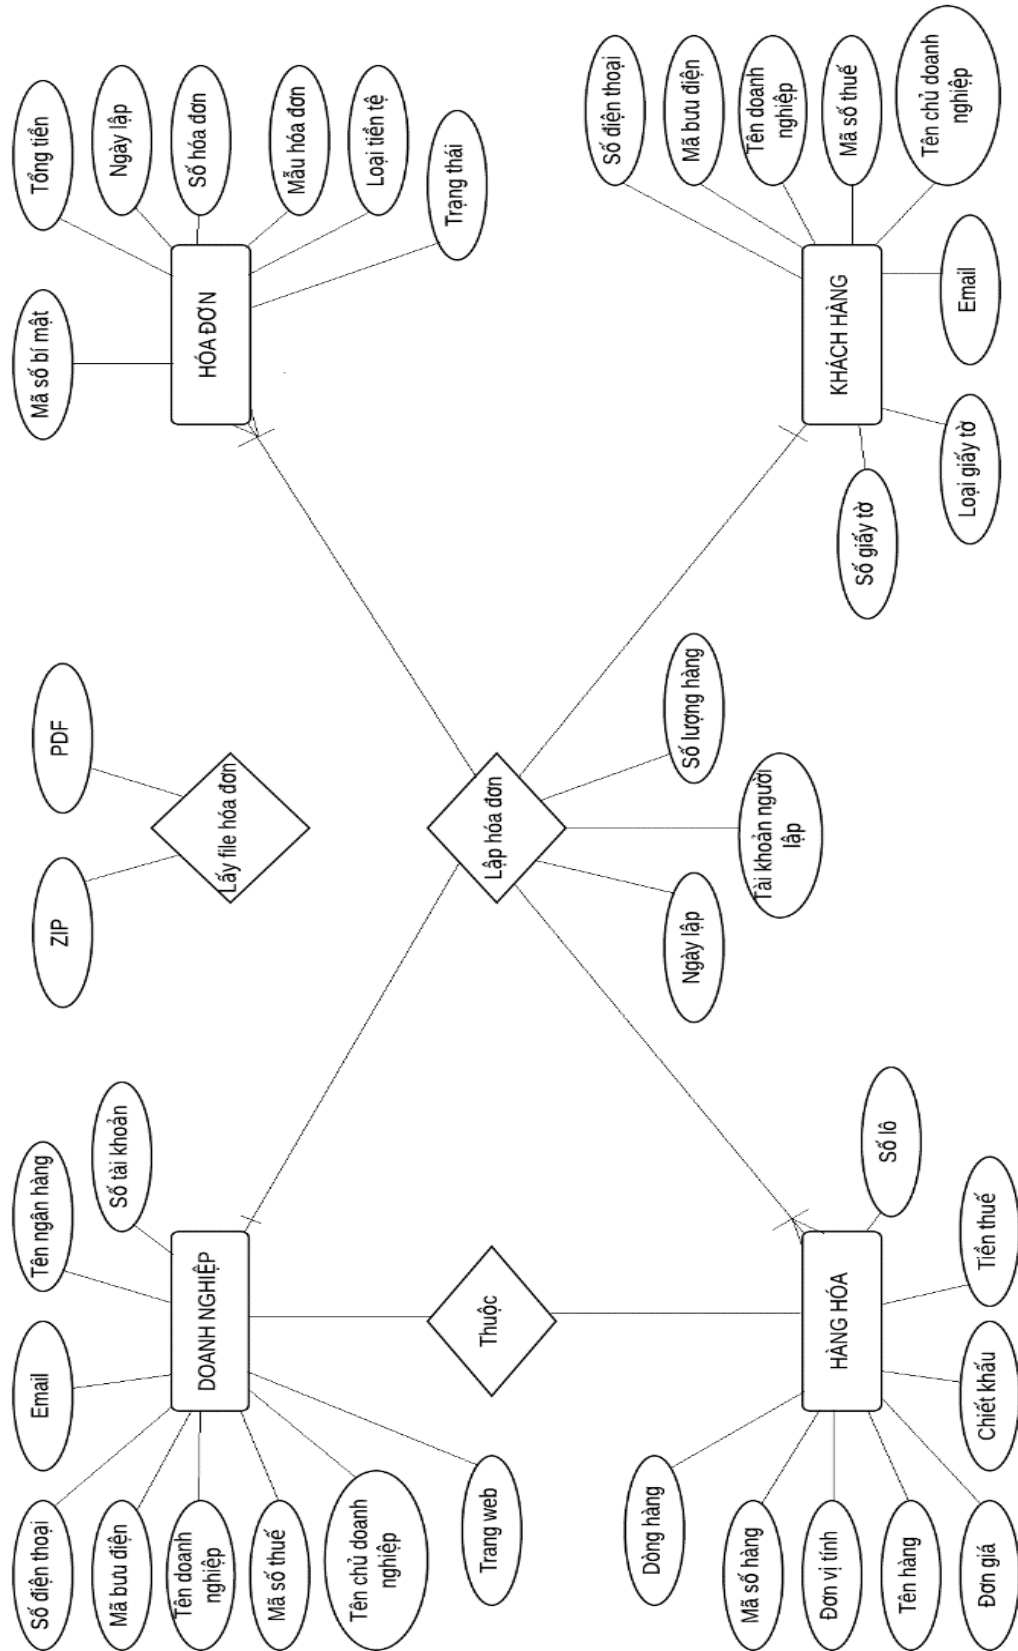 Số điện thoại
Email
Tên ngân hàng
Số tài khoản
Mã bưu điện
Tên doanh
nghiệp
DOANH NGHIỆP
Mã số thuế
Tên chủ doanh
nghiệp
Trang web
ZIP
PDF
Lấy file hóa đơn
Mã số bí mật
Tổng tiền
Ngày lập
HÓA ĐƠN
Số hóa đơn
Mẫu hóa đơn
Loại tiền tệ
Trạng thái
Thuộc
Lập hóa đơn
Ngày lập
Tài khoản người
lập
Số lượng hàng
Dòng hàng
Mã số hàng
Đơn vị tính
HÀNG HÓA
Số lô
Tên hàng
Đơn giá
Chiết khấu
Tiền thuế
Số điện thoại
Mã bưu điện
Tên doanh
nghiệp
KHÁCH HÀNG
Mã số thuế
Tên chủ doanh
nghiệp
Số giấy tờ
Loại giấy tờ
Email